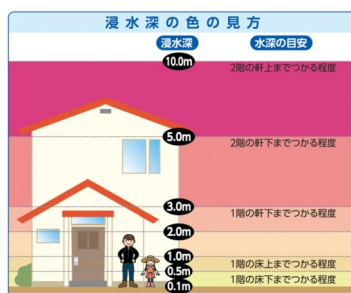 浸水深の色の見方
浸水深 水深の目安
10.0m
2階の軒上までつかる程度
5.0m
2階の軒下までつかる程度
3.0m
1階の軒下までつかる程度
2.0m
1.0m
1階の床上までつかる程度
0.5m
1階の床下までつかる程度
0.1m